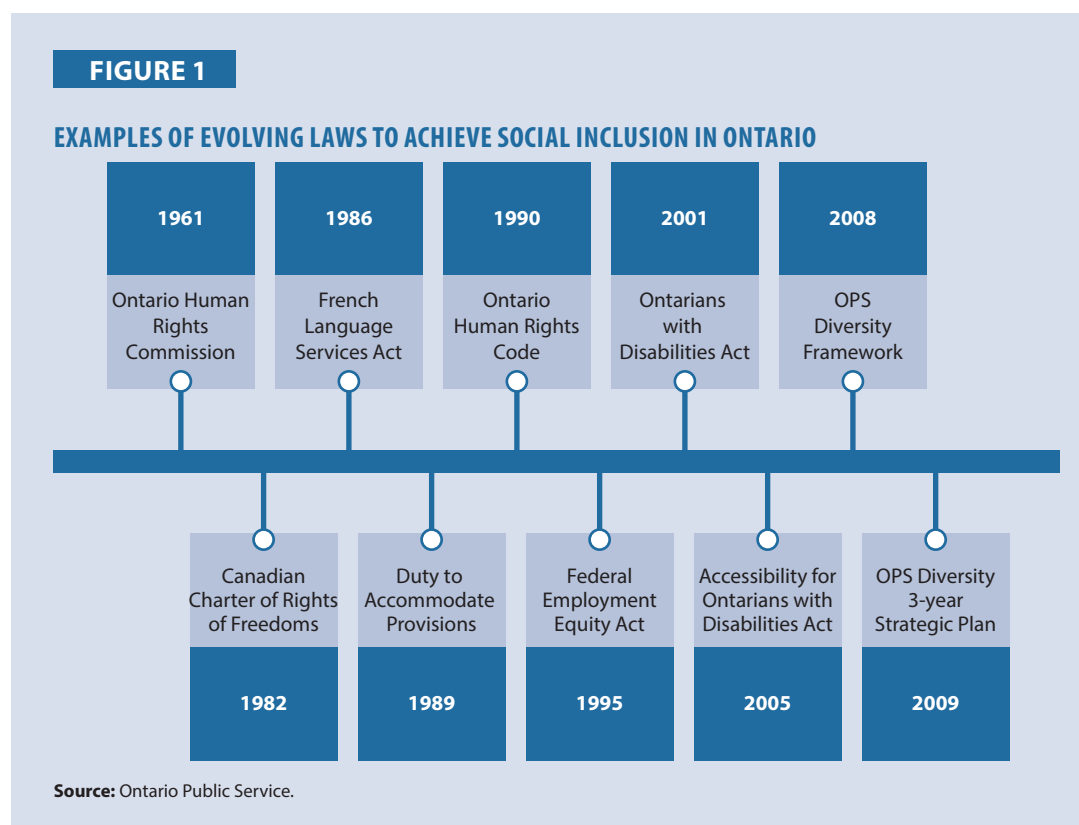 FIGURE 1
EXAMPLES OF EVOLVING LAWS TO ACHIEVE SOCIAL INCLUSION IN ONTARIO
1961
Ontario Human
Rights
Commission
1986
French
Language
Services Act
1990
Ontario
Human Rights
Code
2001
Ontarians
with
Disabilities Act
2008
OPS
Diversity
Framework
Canadian
Charter of Rights
of Freedoms
1982
Duty to
Accommodate
Provisions
1989
Federal
Employment
Equity Act
1995
Accessibility for
Ontarians with
Disabilities Act
2005
OPS Diversity
3-year
Strategic Plan
2009
Source: Ontario Public Service.